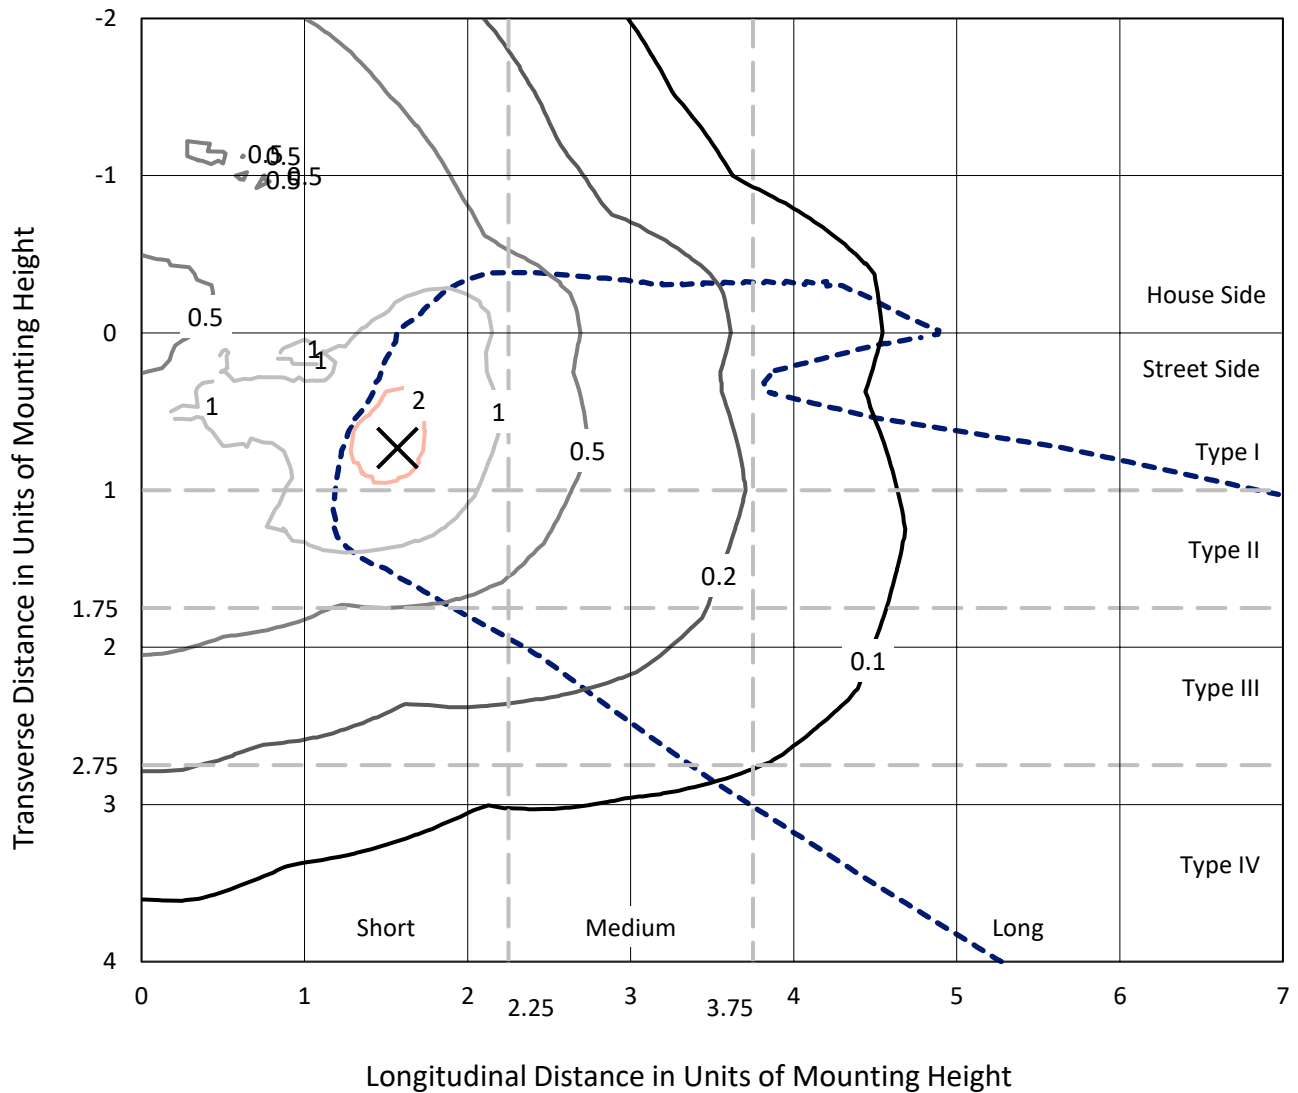 Transverse Distance in Units of Mounting Height
-2
-1
0
1
1.75
2
2.75
3
4
0.5
0.5
0.5
0.5
0.5
1
1
1
2
1
0.5
0.2
0.1
House Side
Street Side
Type I
Type II
Type III
Type IV
Short
Medium
Long
0
1
2
2.25
3
3.75
4
5
6
7
Longitudinal Distance in Units of Mounting Height